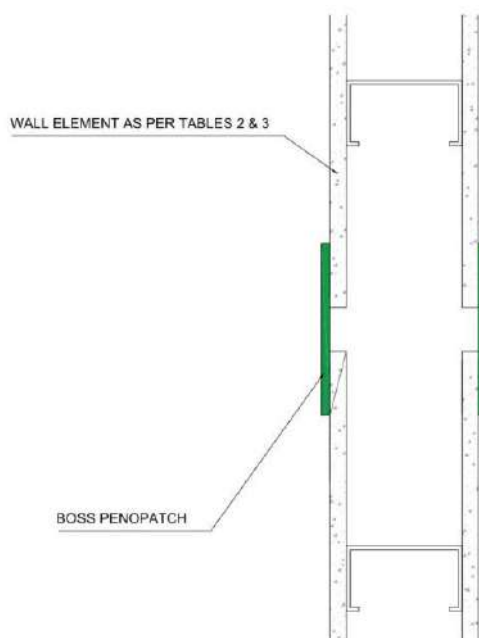 WALL ELEMENT AS PER TABLES 2 & 3
BOSS PENOPATCH